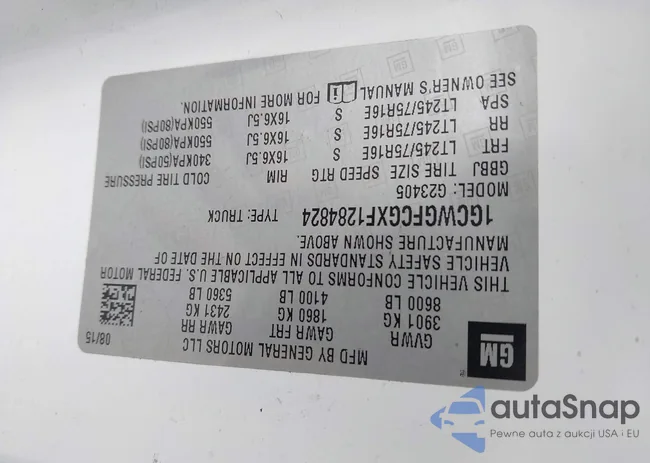 GM
MFD BY GENERAL MOTORS LLC
08/15
GVWR GAWR FRT GAWR RR
3901 KG 1860 KG 2431 KG
8600 LB 4100 LB 5360 LB
THIS VEHICLE CONFORMS TO ALL APPLICABLE U.S. FEDERAL MOTOR
VEHICLE SAFETY STANDARDS IN EFFECT ON THE DATE OF
MANUFACTURE SHOWN ABOVE.
1GCWGFCGXF1284824 TYPE: TRUCK
MODEL: G23405
GBBJ TIRE SIZE SPEED RTG RIM COLD TIRE PRESSURE
FRT LT245/75R16E S 16X6.5J 340KPA(50PSI)
RR LT245/75R16E S 16X6.5J 550KPA(80PSI)
SPA LT245/75R16E S 16X6.5J 550KPA(80PSI)
SEE OWNER'S MANUAL FOR MORE INFORMATION.
autaSnap
Pewne auta z aukcji USA i EU